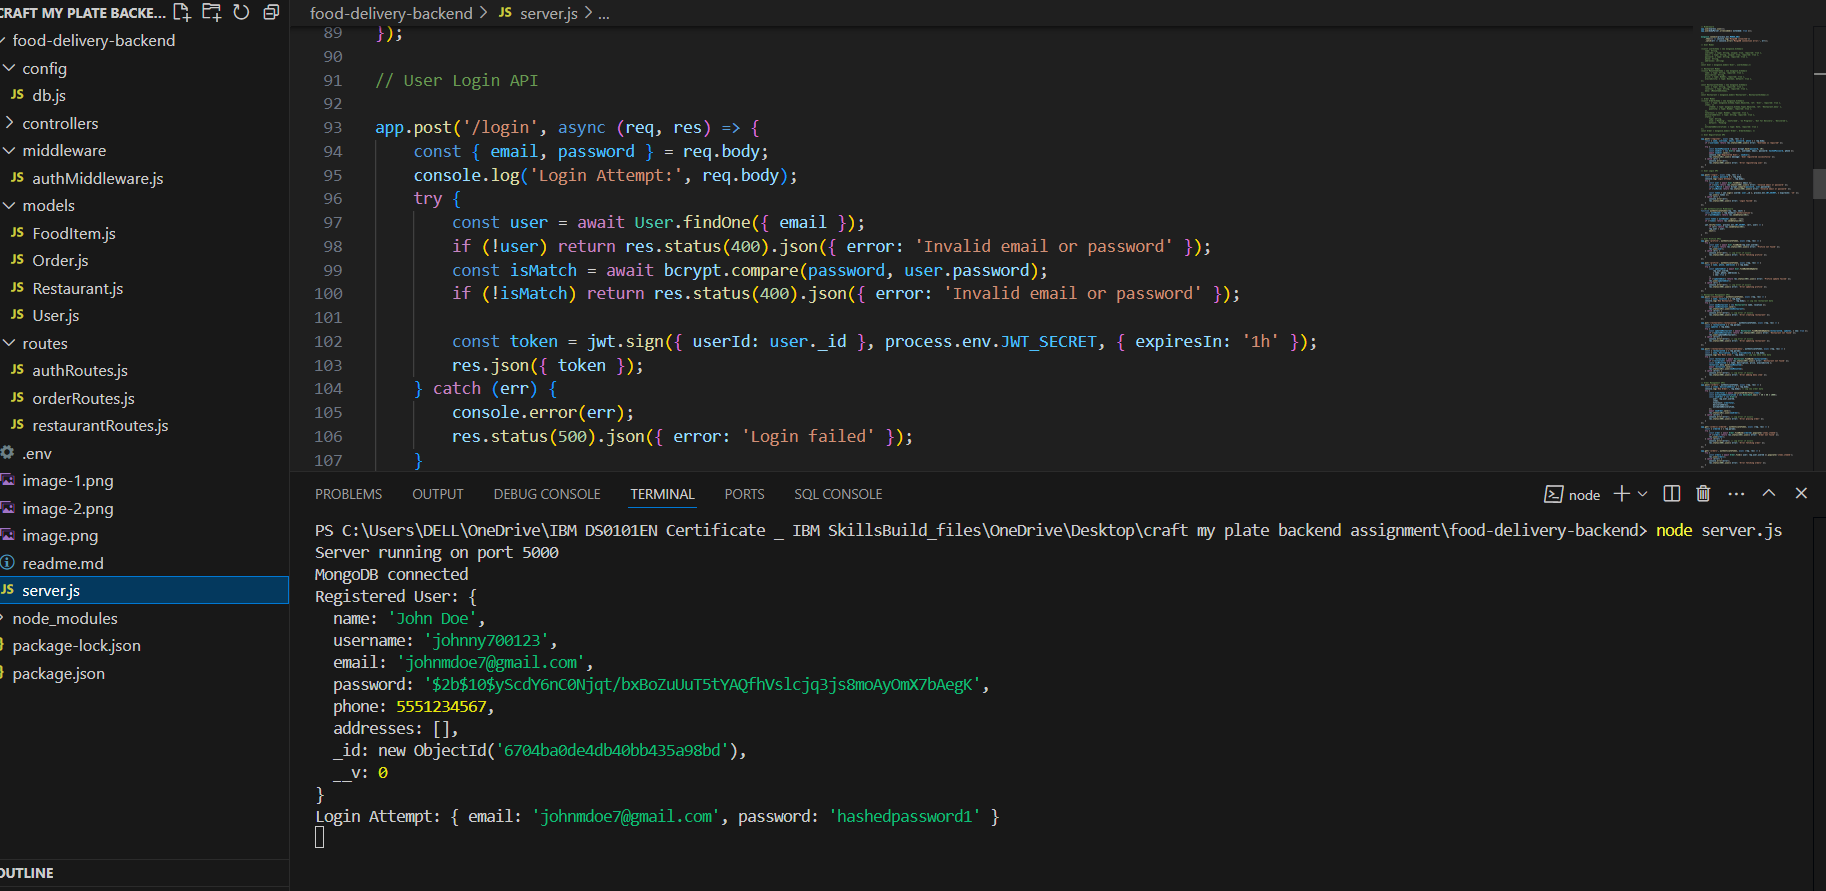 CRAFT MY PLATE BACKE...
food-delivery-backend
config
JS db.js
controllers
middleware
JS authMiddleware.js
models
JS FoodItem.js
JS Order.js
JS Restaurant.js
JS User.js
routes
JS authRoutes.js
JS orderRoutes.js
JS restaurantRoutes.js
.env
image-1.png
image-2.png
image.png
readme.md
JS server.js
node_modules
package-lock.json
package.json
OUTLINE
food-delivery-backend > JS server.js > ...
89 });
90
91 // User Login API
92
93 app.post('/login', async (req, res) => {
94 const { email, password } = req.body;
95 console.log('Login Attempt:', req.body);
96 try {
97 const user = await User.findOne({ email });
98 if (!user) return res.status(400).json({ error: 'Invalid email or password' });
99 const isMatch = await bcrypt.compare(password, user.password);
100 if (!isMatch) return res.status(400).json({ error: 'Invalid email or password' });
101
102 const token = jwt.sign({ userId: user._id }, process.env.JWT_SECRET, { expiresIn: '1h' });
103 res.json({ token });
104 } catch (err) {
105 console.error(err);
106 res.status(500).json({ error: 'Login failed' });
107 }
PROBLEMS OUTPUT DEBUG CONSOLE TERMINAL PORTS SQL CONSOLE
node
PS C:\Users\DELL\OneDrive\IBM DS0101EN Certificate _ IBM SkillsBuild_files\OneDrive\Desktop\craft my plate backend assignment\food-delivery-backend> node server.js
Server running on port 5000
MongoDB connected
Registered User: {
name: 'John Doe',
username: 'johnny700123',
email: 'johnmdoe7@gmail.com',
password: '$2b$10$yScdY6nC0Njqt/bxBoZuUuT5tYAQfhVslcjq3js8moAyOmX7bAegK',
phone: 5551234567,
addresses: [],
_id: new ObjectId('6704ba0de4db40bb435a98bd'),
__v: 0
}
Login Attempt: { email: 'johnmdoe7@gmail.com', password: 'hashedpassword1' }